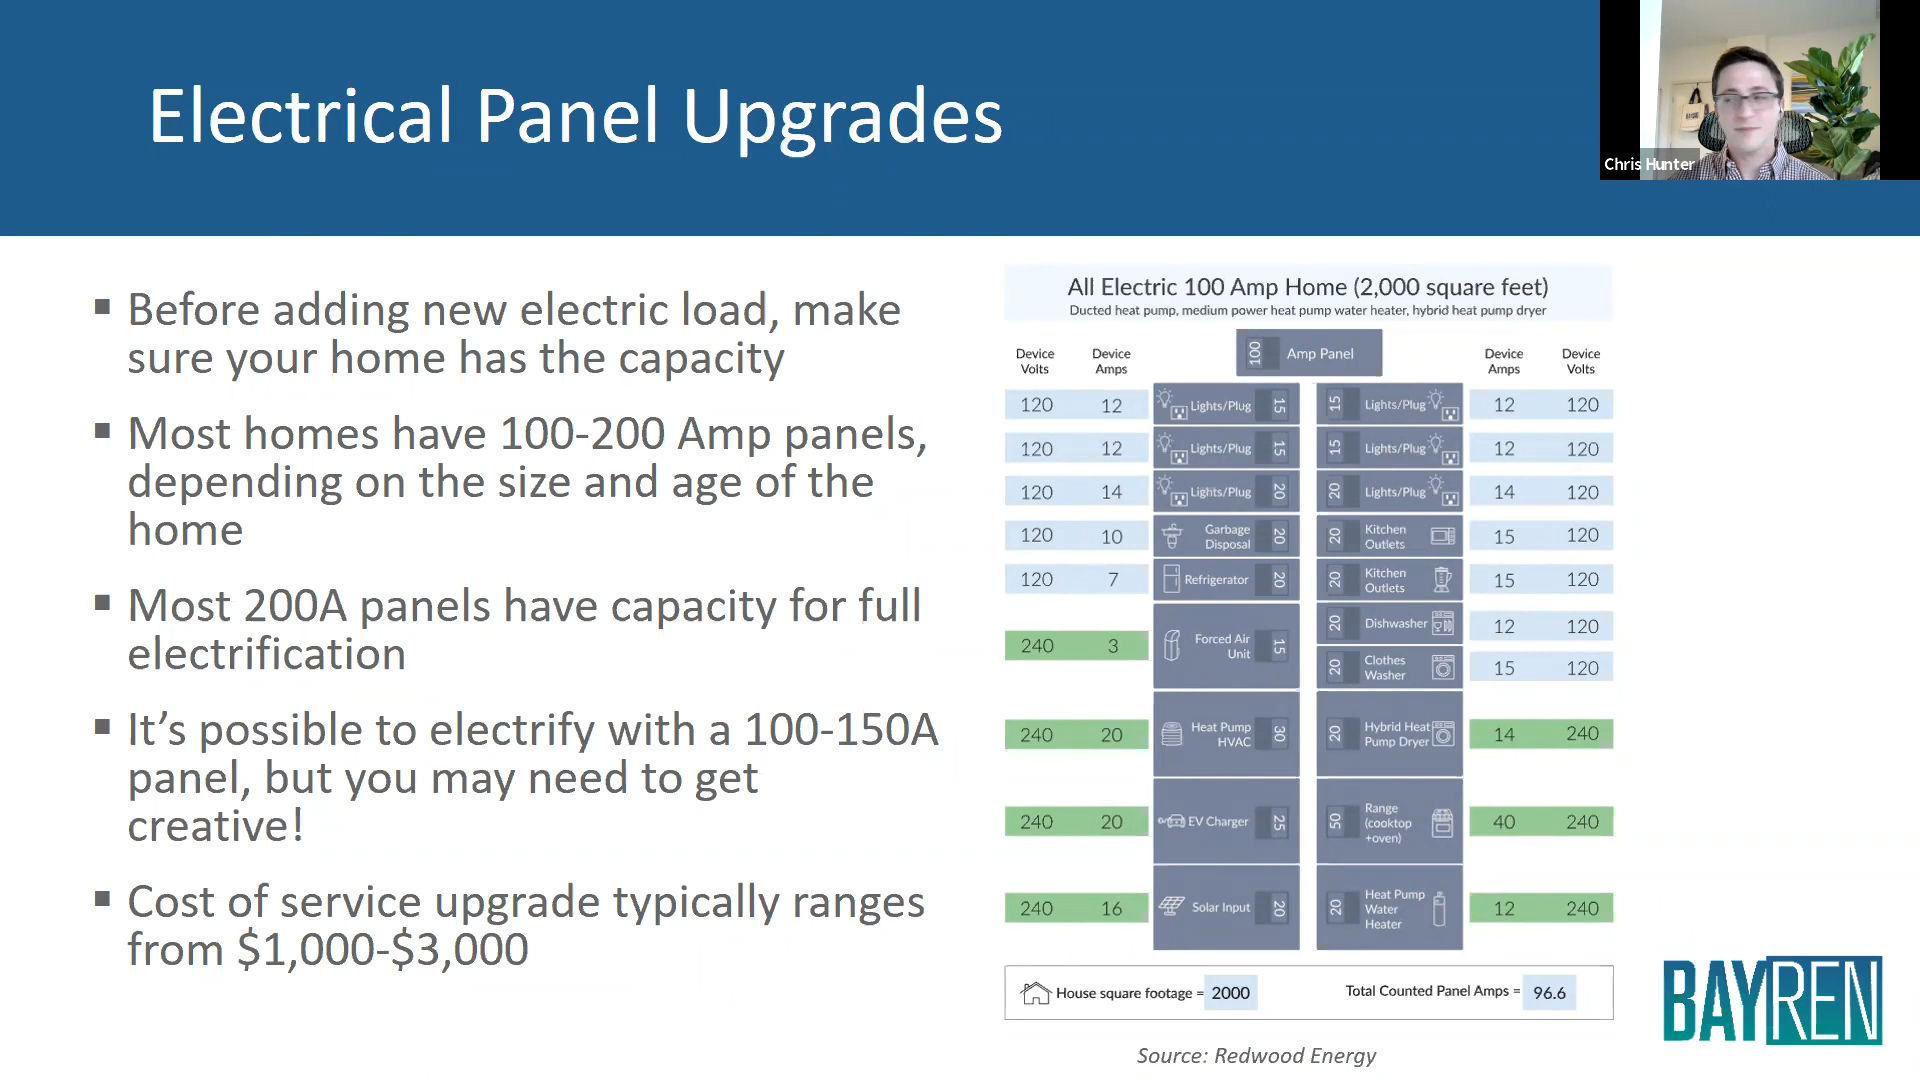 Electrical Panel Upgrades
Chris Hunter
▪ Before adding new electric load, make
sure your home has the capacity
▪ Most homes have 100-200 Amp panels,
depending on the size and age of the
home
▪ Most 200A panels have capacity for full
electrification
▪ It’s possible to electrify with a 100-150A
panel, but you may need to get
creative!
▪ Cost of service upgrade typically ranges
from $1,000-$3,000
All Electric 100 Amp Home (2,000 square feet)
Ducted heat pump, medium power heat pump water heater, hybrid heat pump dryer
100 Amp Panel
Device Volts Device Amps Device Amps Device Volts
120 12 Lights/Plug 15 15 Lights/Plug 12 120
120 12 Lights/Plug 15 15 Lights/Plug 12 120
120 14 Lights/Plug 20 20 Lights/Plug 14 120
120 10 Garbage Disposal 20 20 Kitchen Outlets 15 120
120 7 Refrigerator 20 20 Kitchen Outlets 15 120
20 Dishwasher 12 120
240 3 Forced Air Unit 15
20 Clothes Washer 15 120
240 20 Heat Pump HVAC 30 20 Hybrid Heat Pump Dryer 14 240
240 20 EV Charger 25 50 Range (cooktop +oven) 40 240
240 16 Solar Input 20 20 Heat Pump Water Heater 12 240
House square footage = 2000 Total Counted Panel Amps = 96.6
Source: Redwood Energy
BAYREN